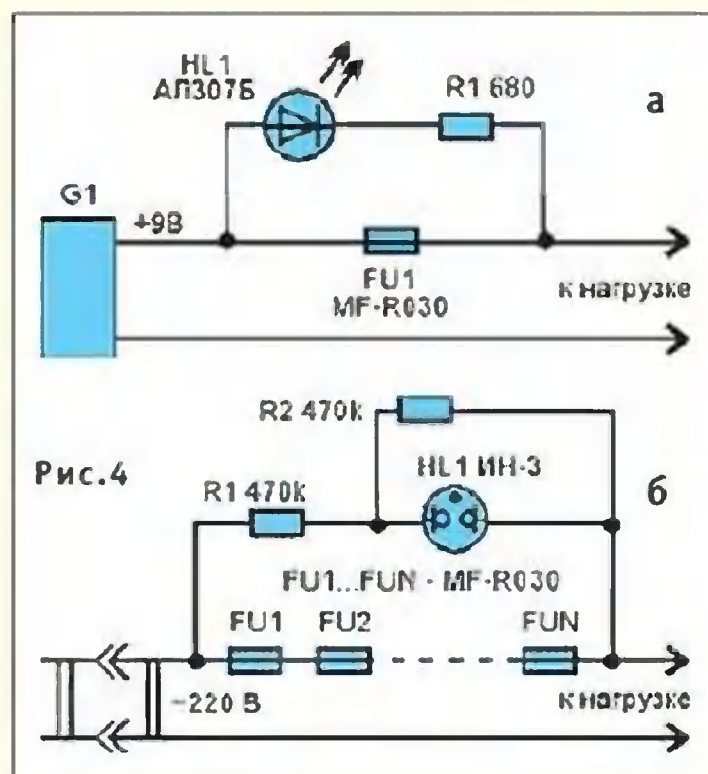 HL1
АЛ307Б
R1 680
а
G1
+9В
FU1
MF-R030
к нагрузке
R2 470k
HL1 ИН-3
Рис.4
R1 470k
б
FU1...FUN - MF-R030
FU1
FU2
FUN
~220 В
к нагрузке